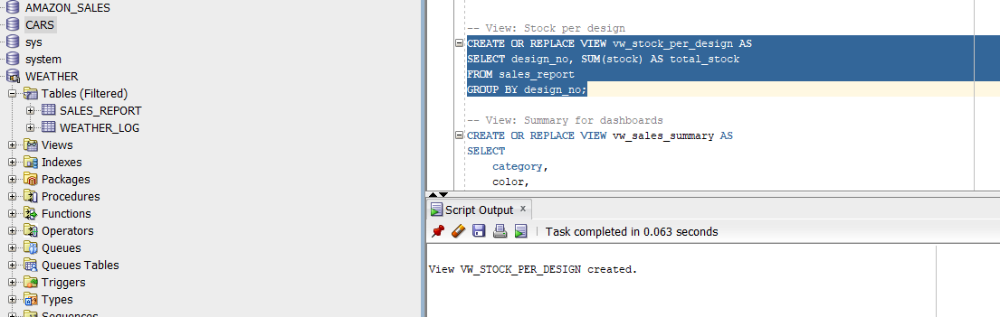 AMAZON_SALES
CARS
sys
system
WEATHER
Tables (Filtered)
SALES_REPORT
WEATHER_LOG
Views
Indexes
Packages
Procedures
Functions
Operators
Queues
Queues Tables
Triggers
Types
Sequences
-- View: Stock per design
CREATE OR REPLACE VIEW vw_stock_per_design AS
SELECT design_no, SUM(stock) AS total_stock
FROM sales_report
GROUP BY design_no;
-- View: Summary for dashboards
CREATE OR REPLACE VIEW vw_sales_summary AS
SELECT
category,
color,
Script Output x
Task completed in 0.063 seconds
View VW_STOCK_PER_DESIGN created.